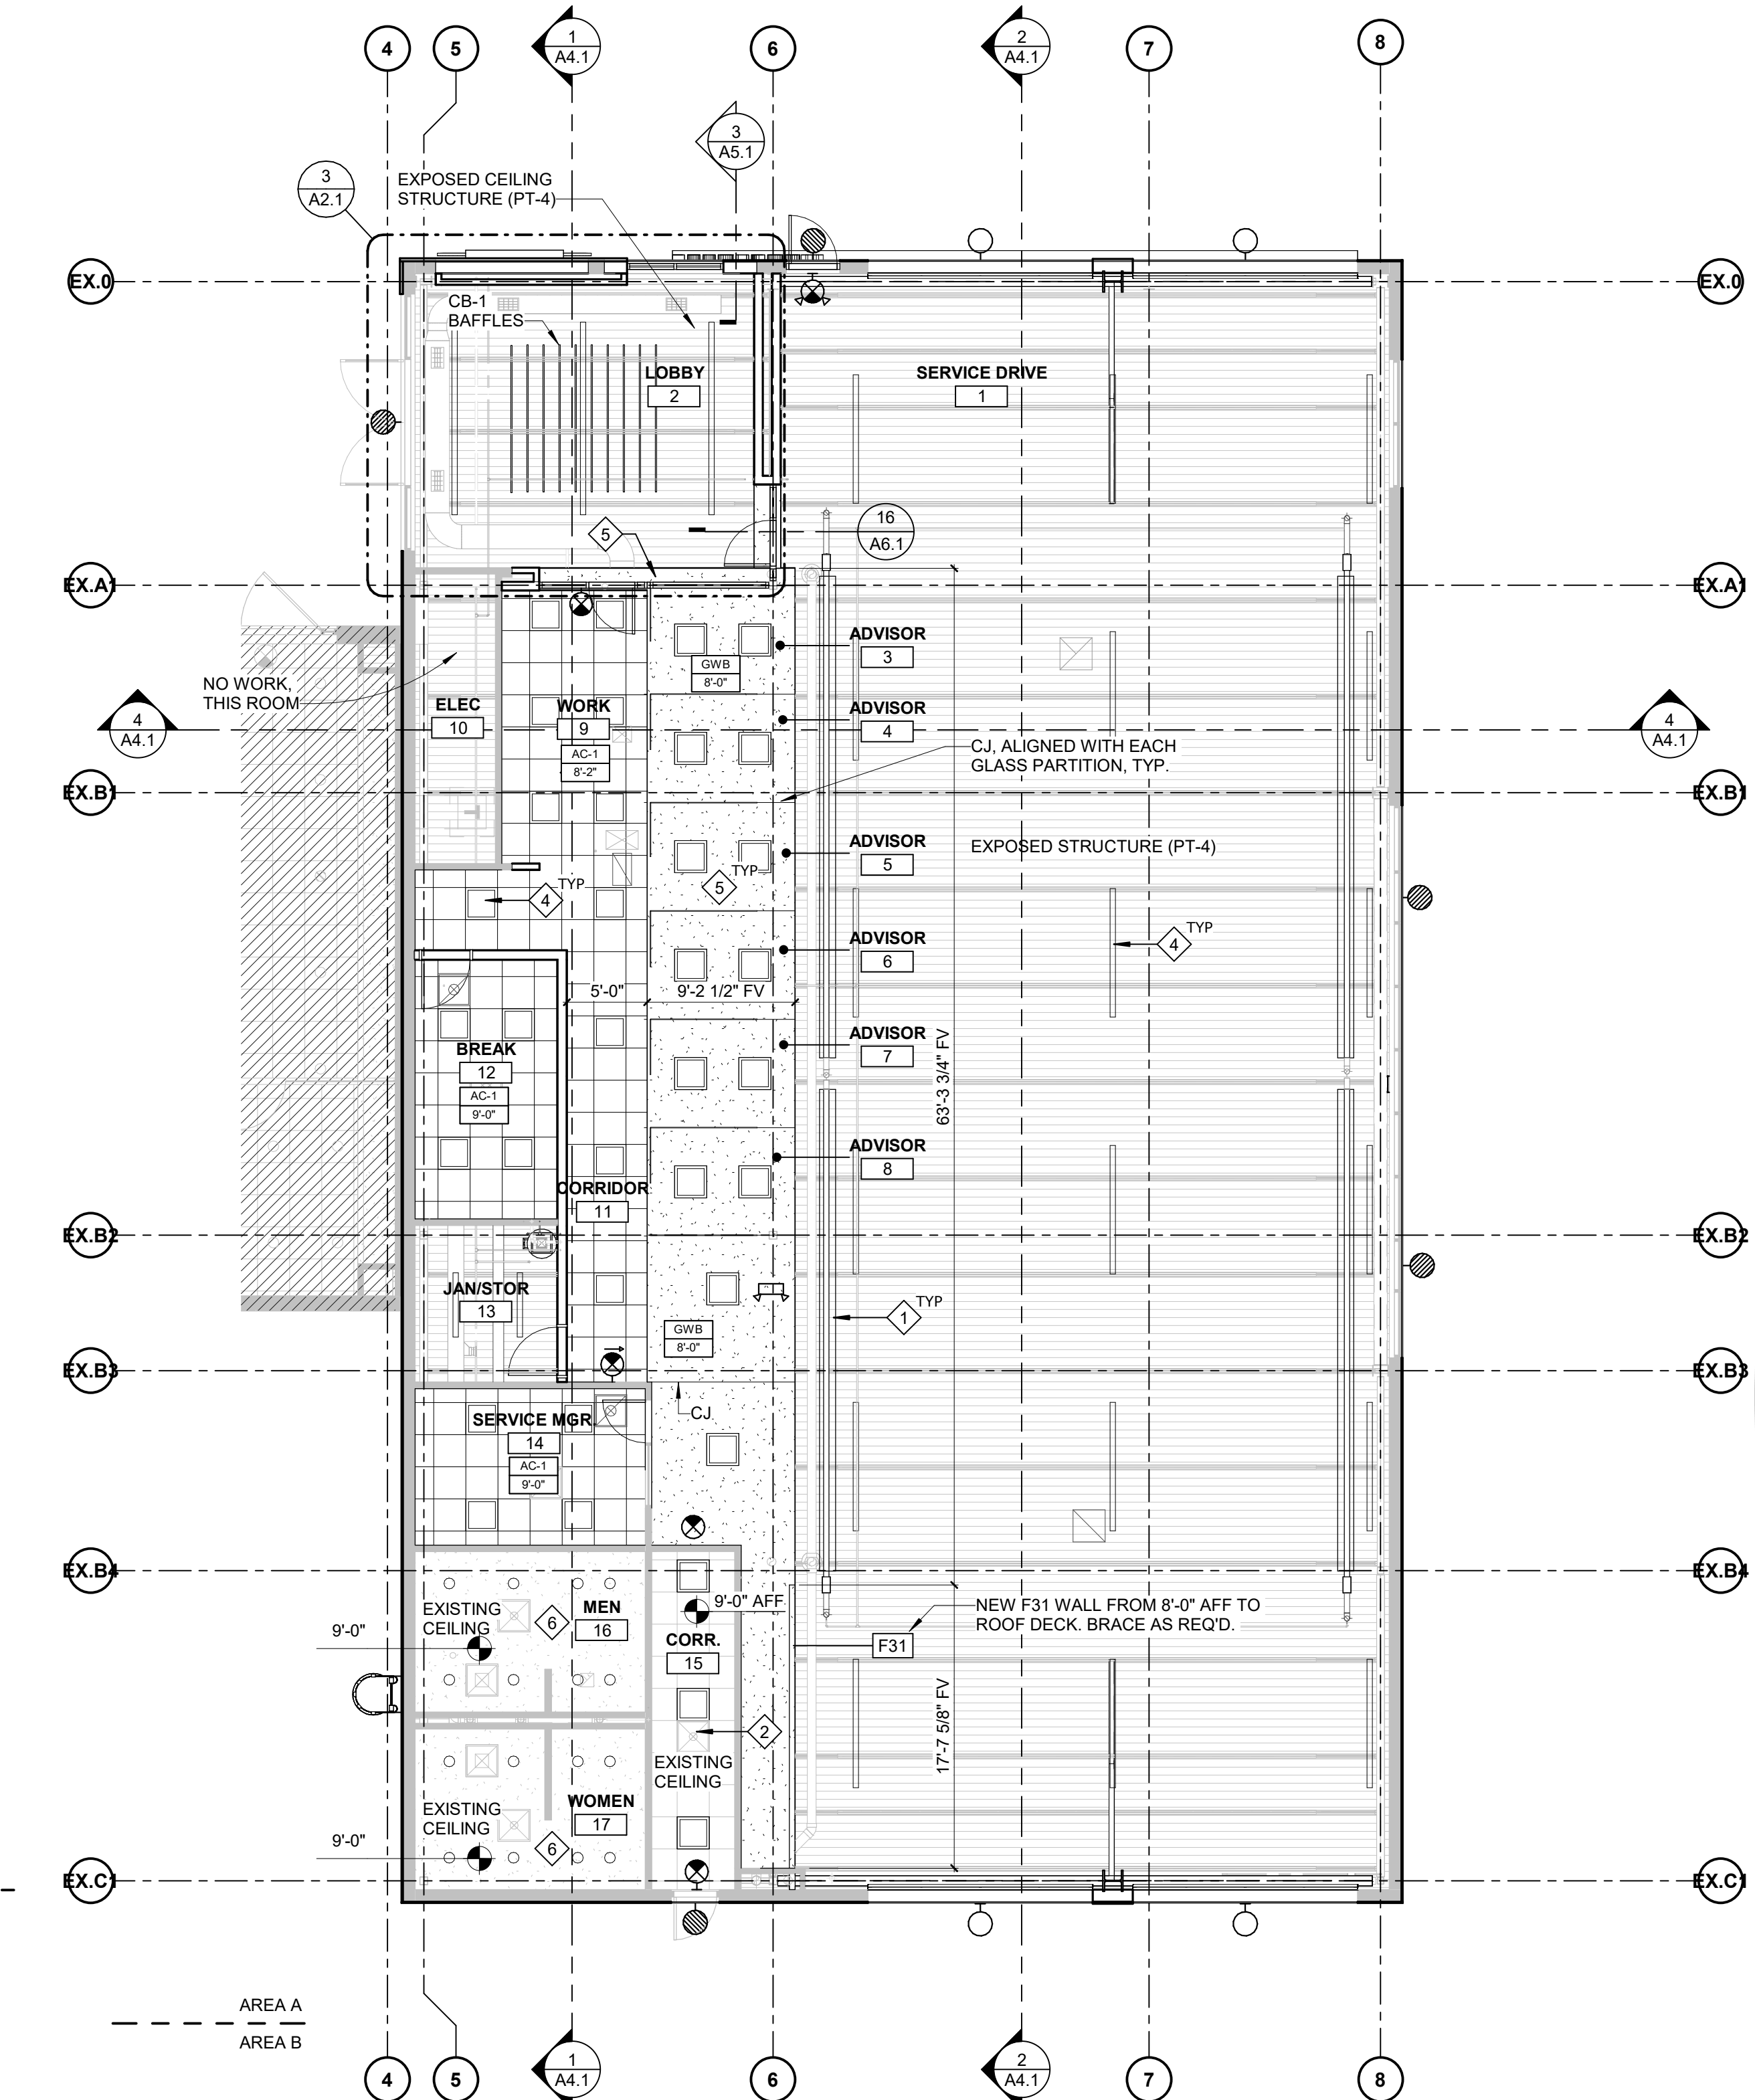 4
5
1
A4.1
6
2
A4.1
7
8
3
A5.1
3
A2.1
EXPOSED CEILING
STRUCTURE (PT-4)
EX.0
EX.0
CB-1
BAFFLES
LOBBY
2
SERVICE DRIVE
1
16
A6.1
5
EX.A1
EX.A1
ADVISOR
3
GWB
8'-0"
NO WORK,
THIS ROOM
ELEC
10
WORK
9
AC-1
8'-2"
ADVISOR
4
4
A4.1
4
A4.1
CJ, ALIGNED WITH EACH
GLASS PARTITION, TYP.
EX.B1
EX.B1
ADVISOR
5
EXPOSED STRUCTURE (PT-4)
TYP
5
TYP
4
ADVISOR
6
TYP
4
5'-0"
9'-2 1/2" FV
BREAK
12
AC-1
9'-0"
ADVISOR
7
63'-3 3/4" FV
ADVISOR
8
CORRIDOR
11
EX.B2
EX.B2
JAN/STOR
13
TYP
1
GWB
8'-0"
EX.B3
EX.B3
CJ
SERVICE MGR.
14
AC-1
9'-0"
EX.B4
EX.B4
EXISTING
CEILING
9'-0"
6
MEN
16
9'-0" AFF
CORR.
15
NEW F31 WALL FROM 8'-0" AFF TO
ROOF DECK. BRACE AS REQ'D.
F31
17'-7 5/8" FV
2
EXISTING
CEILING
EXISTING
CEILING
9'-0"
6
WOMEN
17
EX.C1
EX.C1
AREA A
AREA B
4
5
1
A4.1
6
2
A4.1
7
8